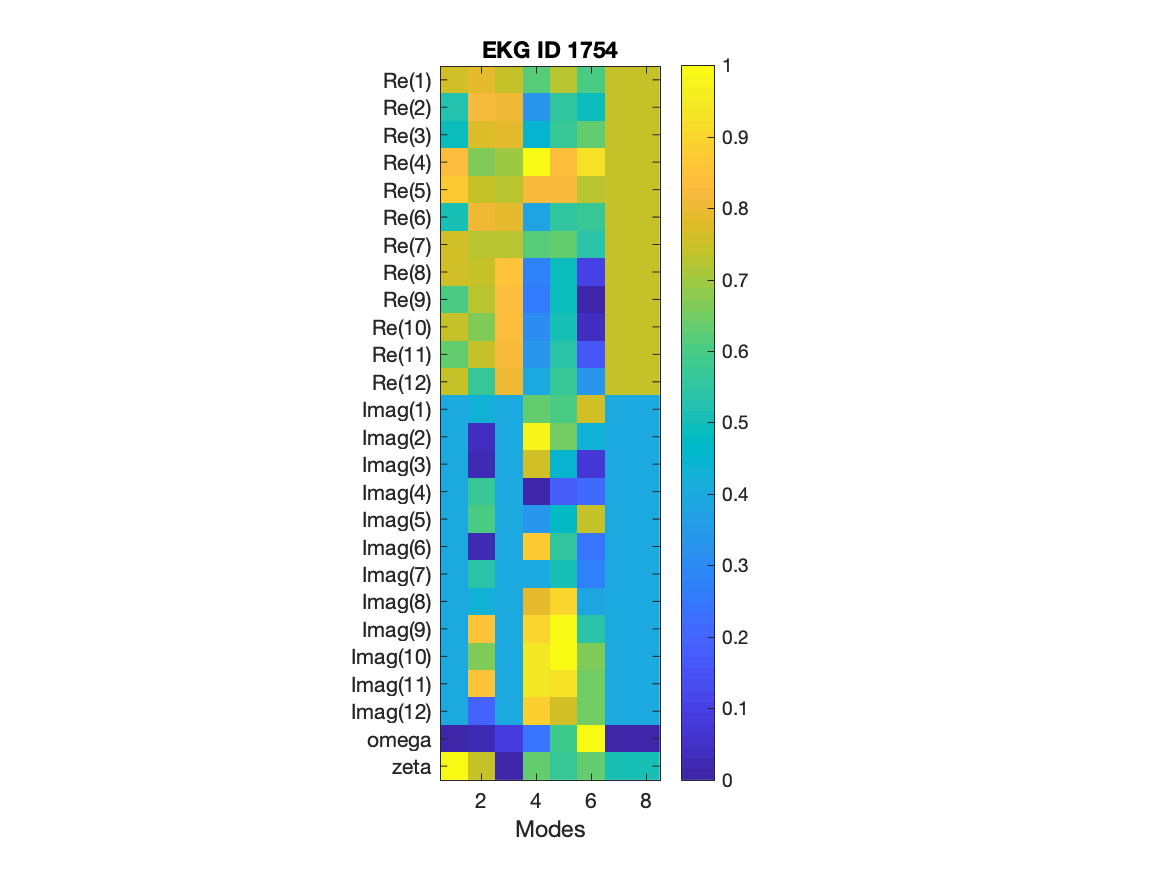 EKG ID 1754
Re(1)
Re(2)
Re(3)
Re(4)
Re(5)
Re(6)
Re(7)
Re(8)
Re(9)
Re(10)
Re(11)
Re(12)
Imag(1)
Imag(2)
Imag(3)
Imag(4)
Imag(5)
Imag(6)
Imag(7)
Imag(8)
Imag(9)
Imag(10)
Imag(11)
Imag(12)
omega
zeta
2 4 6 8
Modes
1
0.9
0.8
0.7
0.6
0.5
0.4
0.3
0.2
0.1
0